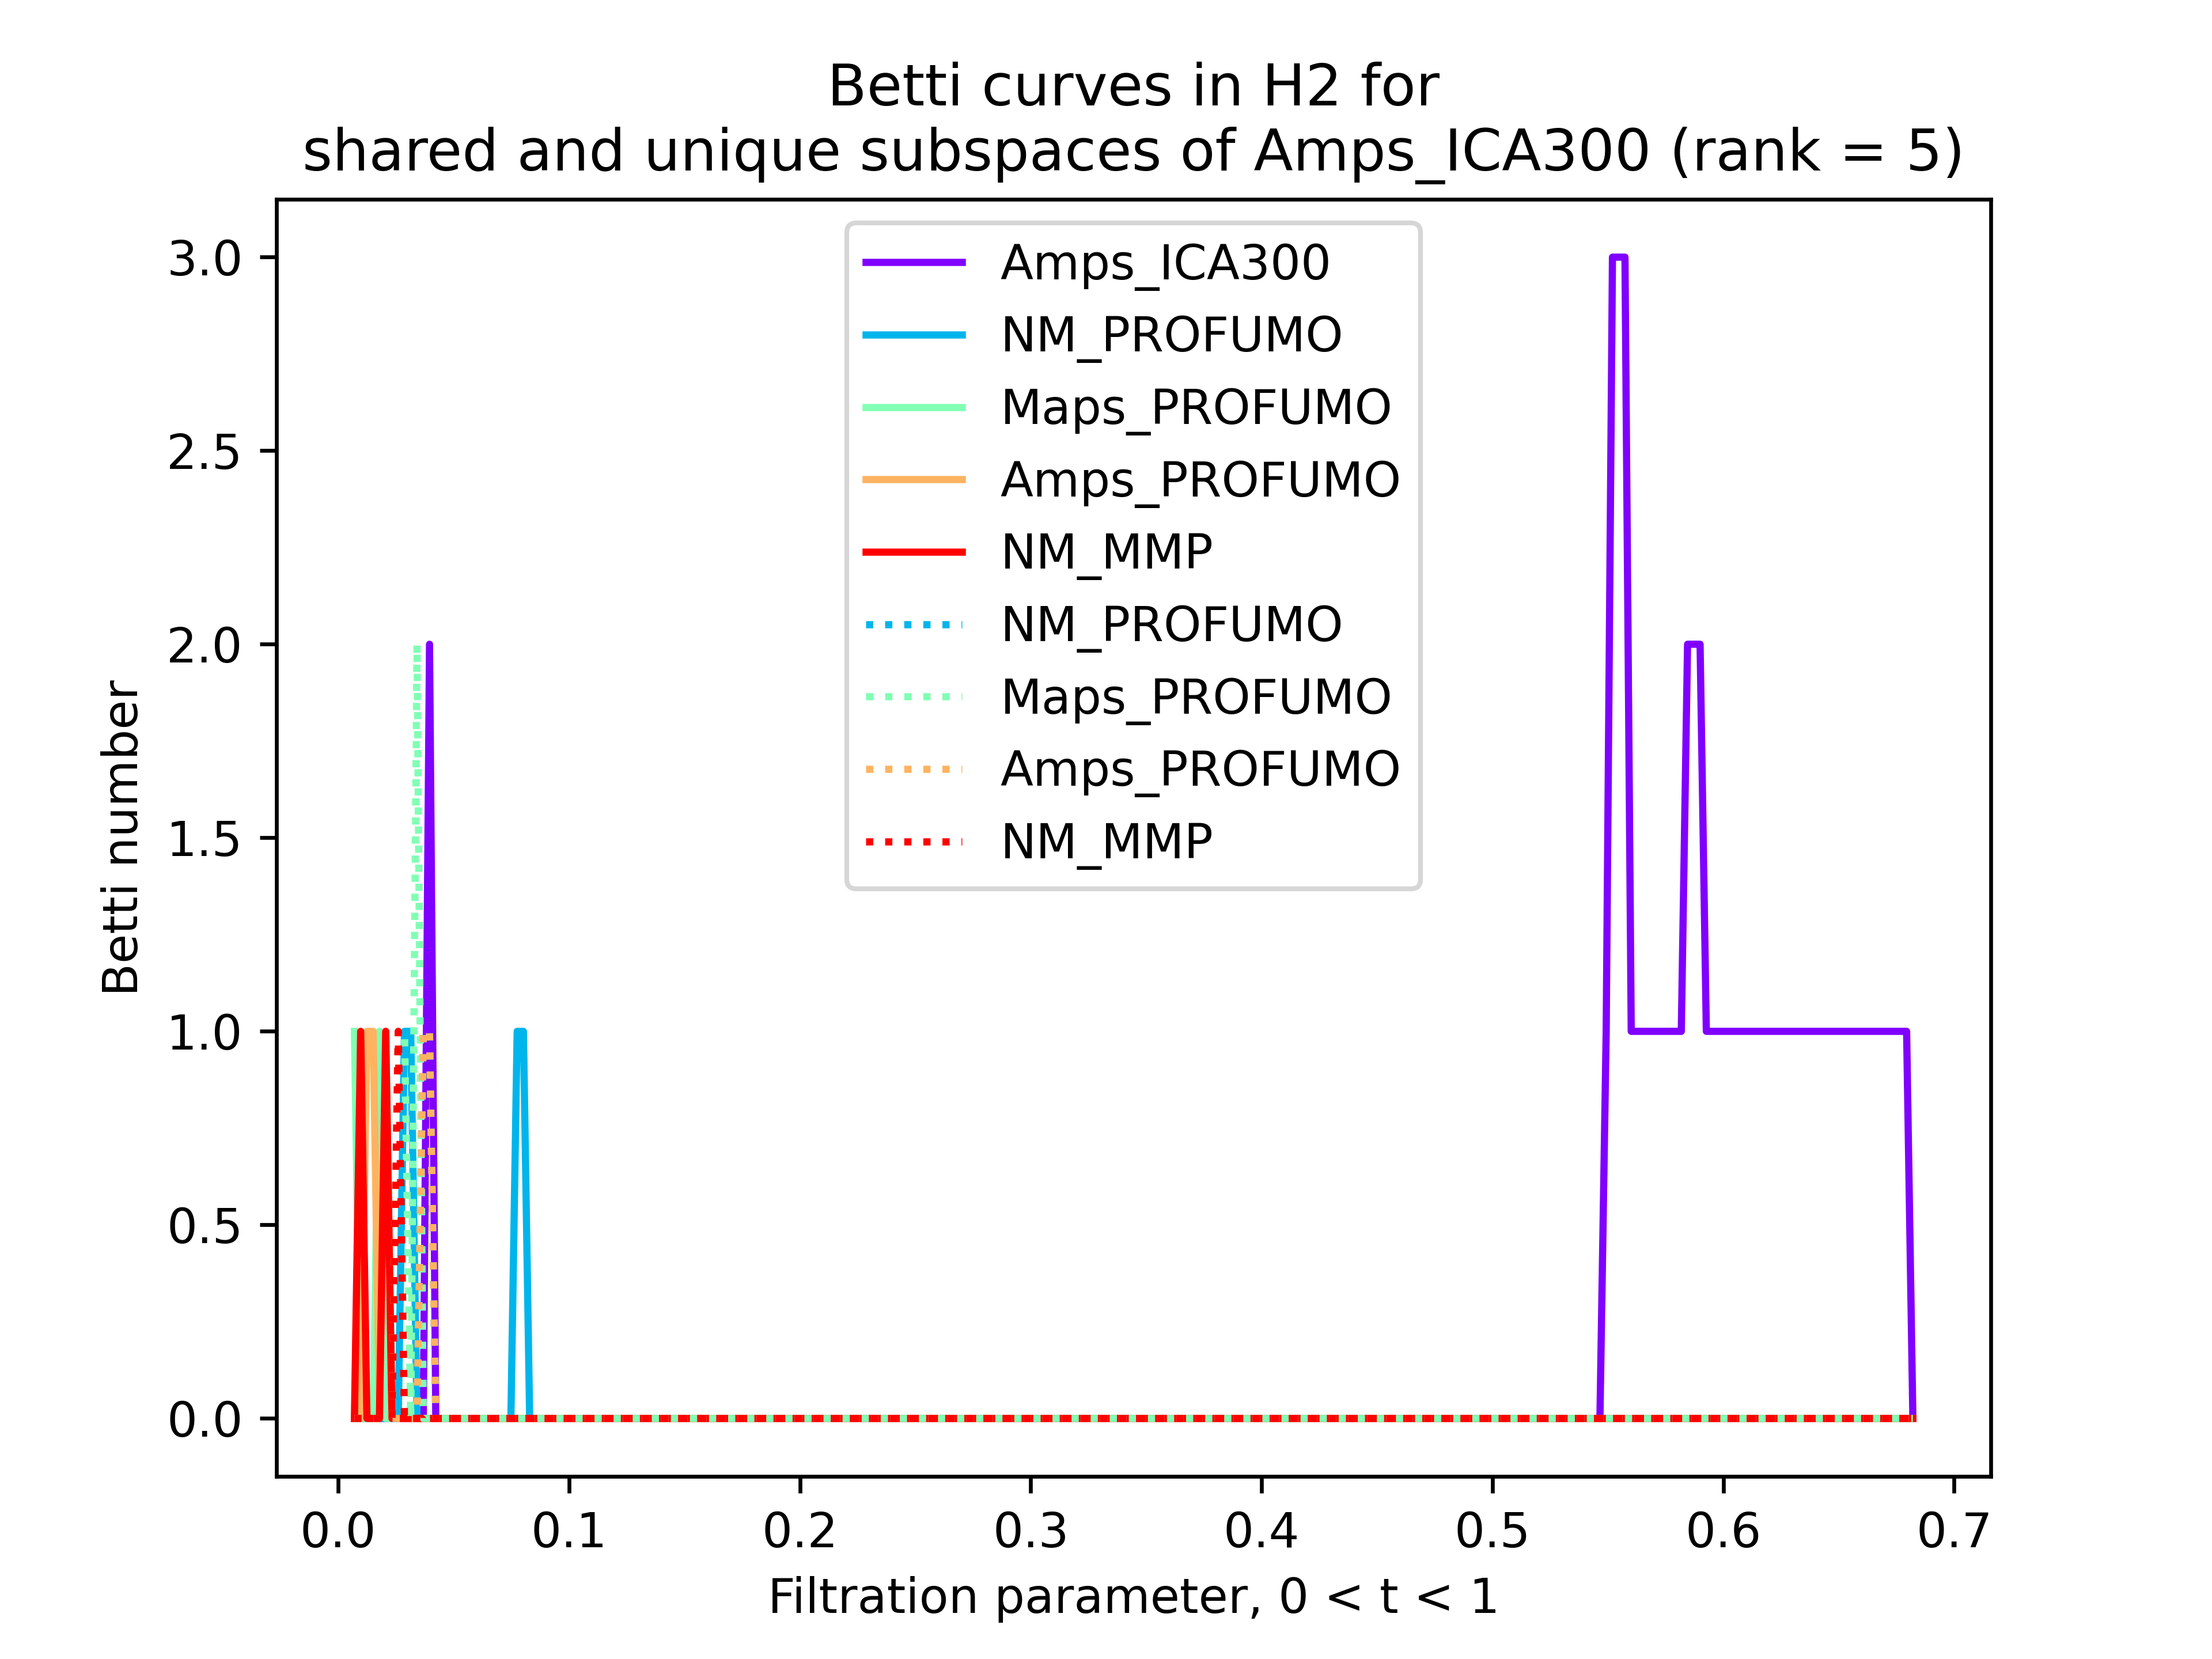 Betti curves in H2 for
shared and unique subspaces of Amps_ICA300 (rank = 5)
Amps_ICA300
NM_PROFUMO
Maps_PROFUMO
Amps_PROFUMO
NM_MMP
NM_PROFUMO
Maps_PROFUMO
Amps_PROFUMO
NM_MMP
3.0
2.5
2.0
1.5
1.0
0.5
0.0
Betti number
0.0 0.1 0.2 0.3 0.4 0.5 0.6 0.7
Filtration parameter, 0 < t < 1